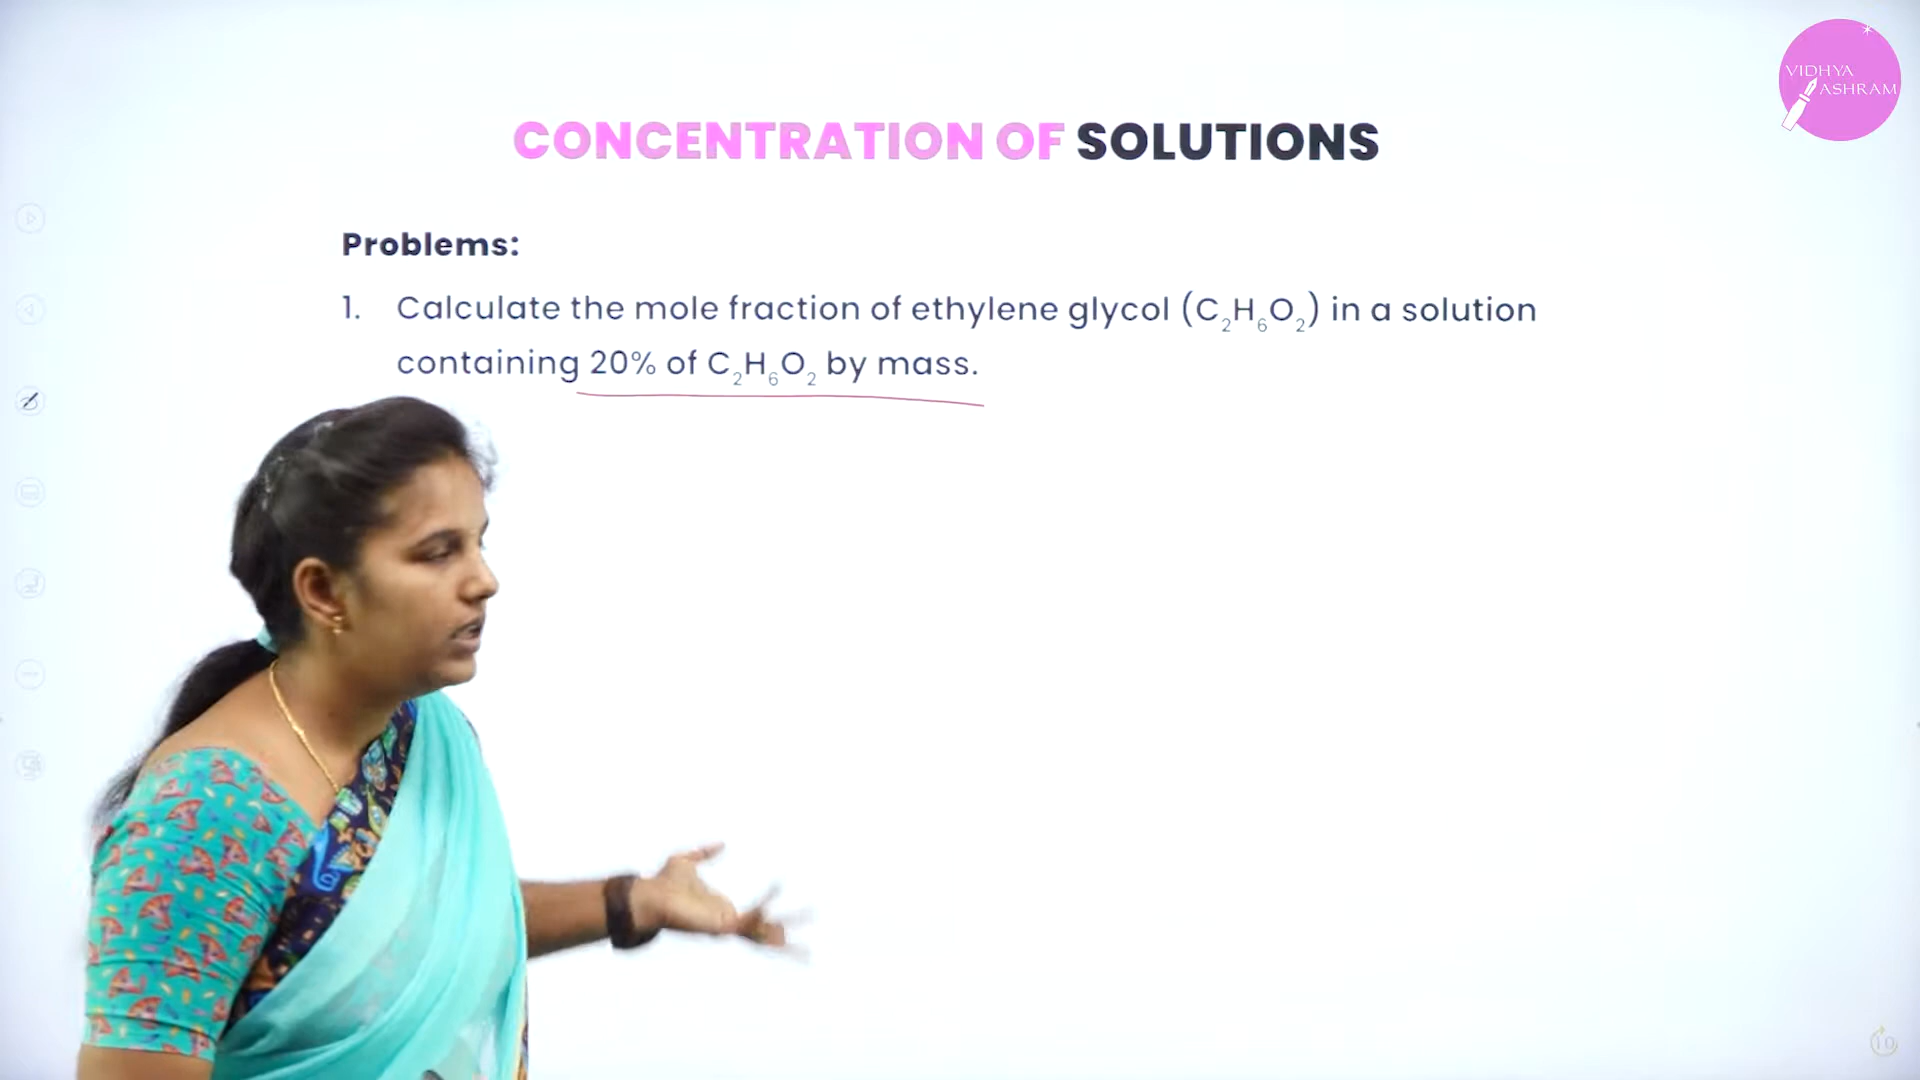 VIDHYA
ASHRAM
CONCENTRATION OF SOLUTIONS
Problems:
1. Calculate the mole fraction of ethylene glycol (C₂H₆O₂) in a solution
containing 20% of C₂H₆O₂ by mass.
10